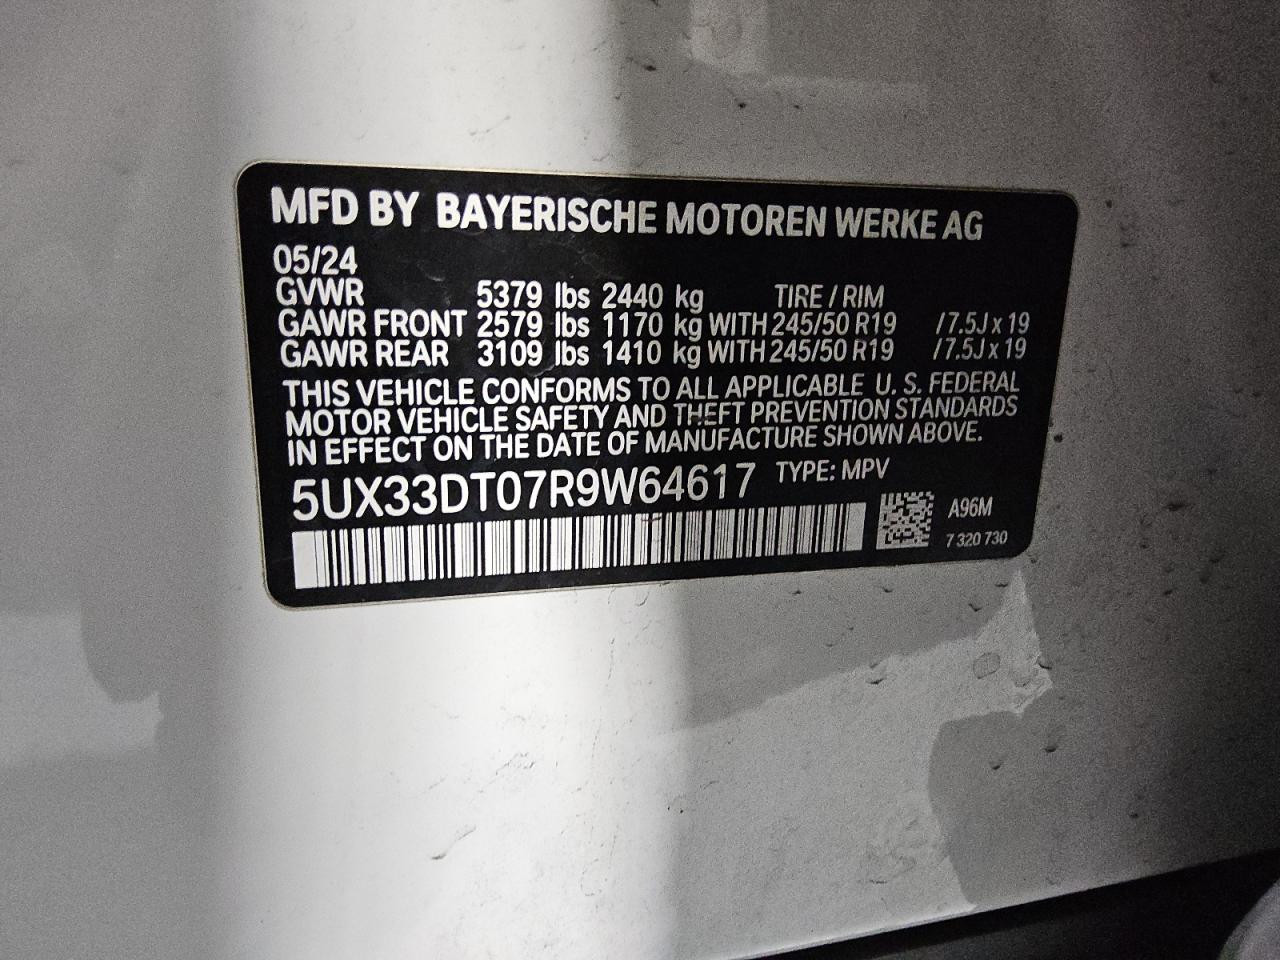 MFD BY BAYERISCHE MOTOREN WERKE AG
05/24
GVWR 5379 lbs 2440 kg TIRE / RIM
GAWR FRONT 2579 lbs 1170 kg WITH 245/50 R19 / 7.5J x 19
GAWR REAR 3109 lbs 1410 kg WITH 245/50 R19 / 7.5J x 19
THIS VEHICLE CONFORMS TO ALL APPLICABLE U. S. FEDERAL
MOTOR VEHICLE SAFETY AND THEFT PREVENTION STANDARDS
IN EFFECT ON THE DATE OF MANUFACTURE SHOWN ABOVE.
5UX33DT07R9W64617 TYPE: MPV
A96M
7 320 730